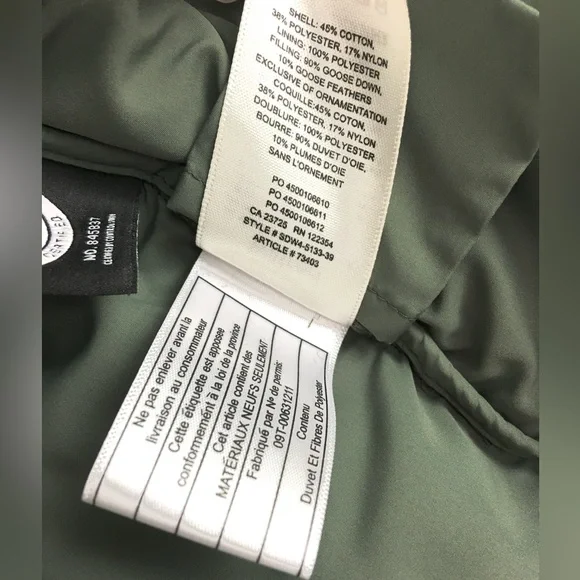 SHELL: 45% COTTON,
38% POLYESTER, 17% NYLON
LINING: 100% POLYESTER
FILLING: 90% GOOSE DOWN,
10% GOOSE FEATHERS
EXCLUSIVE OF ORNAMENTATION
COQUILLE:45% COTON,
38% POLYESTER, 17% NYLON
DOUBLURE: 100% POLYESTER
BOURRE: 90% DUVET D'OIE,
10% PLUMES D'OIE
SANS L'ORNEMENT
PO 4500106610
PO 4500106611
PO 4500106612
CA 23725 RN 122354
STYLE # SDW4-5133-39
ARTICLE # 73403
NO. 845837
Ne pas enlever avant la
livraison au consommateur
Cette étiquette est apposée
conformément à la loi de la province
Cet article contient des
MATÉRIAUX NEUFS SEULEMENT
Fabriqué par Nº de permis:
09T-00631211
Contenu
Duvet Et Fibres De Polyester